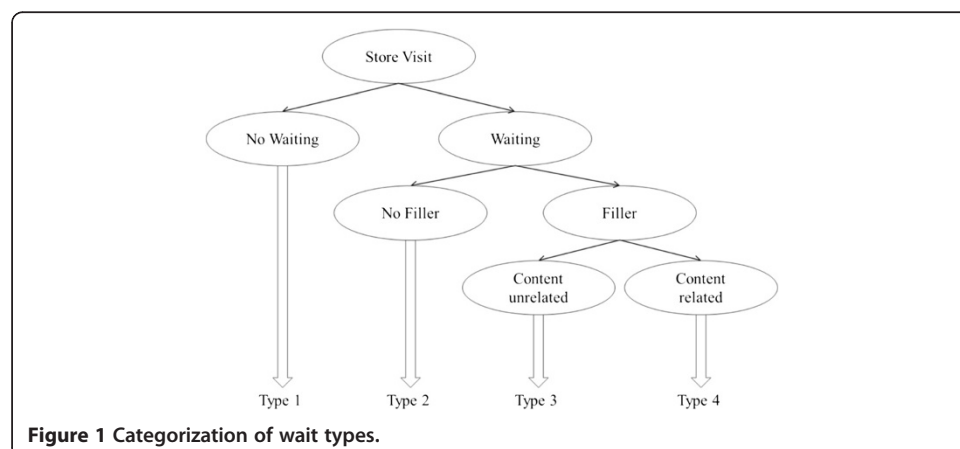 Store Visit
No Waiting
Waiting
No Filler
Filler
Content
unrelated
Content
related
Type 1
Type 2
Type 3
Type 4
Figure 1 Categorization of wait types.